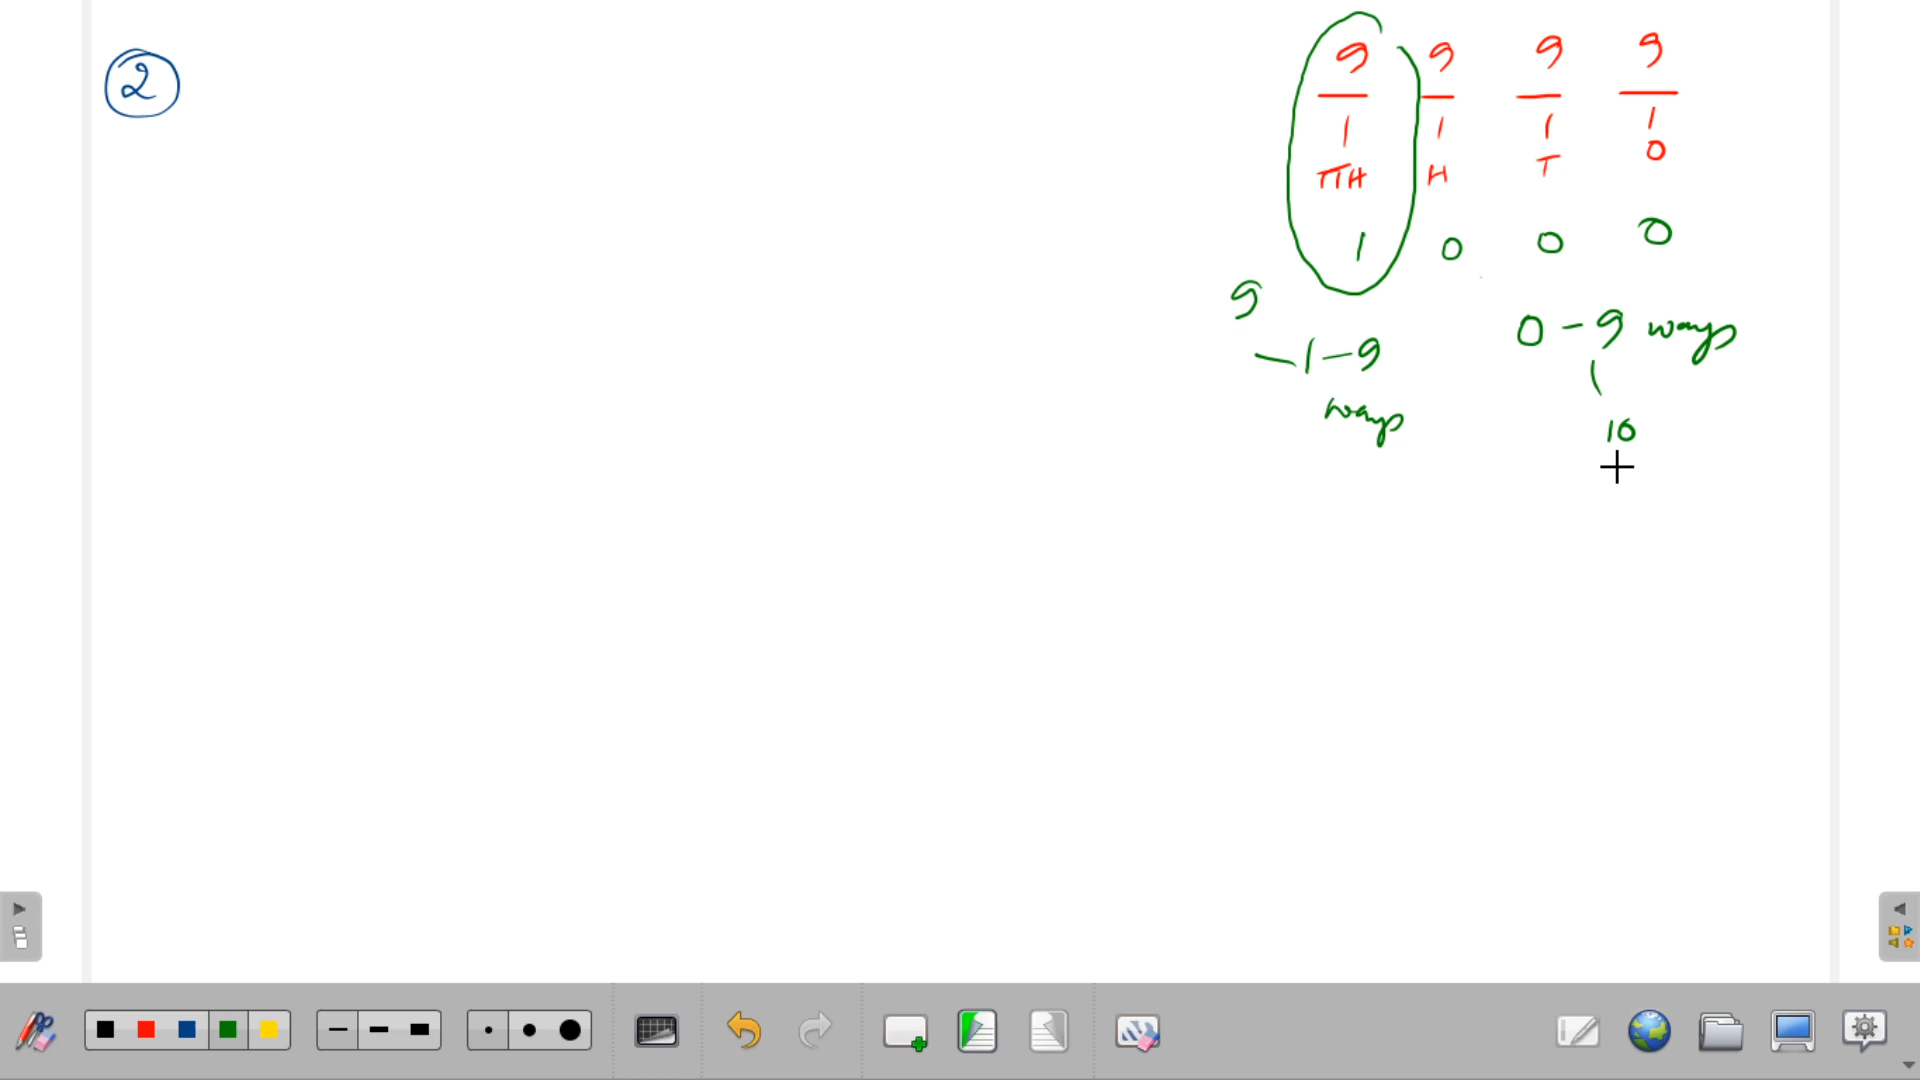 2
9 9 9 9
1 1 1 1
TTH H T O
1 0 0 0
9
0 - 9 ways
- 1 - 9
ways
10